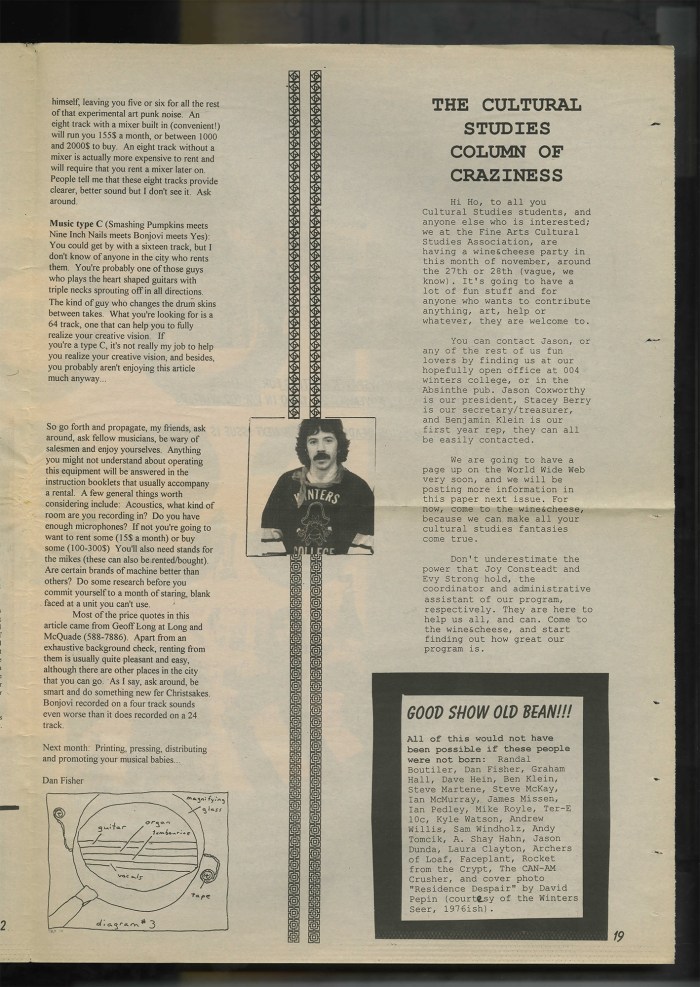 himself, leaving you five or six for all the rest
of that experimental art punk noise. An
eight track with a mixer built in (convenient!)
will run you 155$ a month, or between 1000
and 2000$ to buy. An eight track without a
mixer is actually more expensive to rent and
will require that you rent a mixer later on.
People tell me that these eight tracks provide
clearer, better sound but I don't see it. Ask
around.
Music type C (Smashing Pumpkins meets
Nine Inch Nails meets Bonjovi meets Yes):
You could get by with a sixteen track, but I
don't know of anyone in the city who rents
them. You're probably one of those guys
who plays the heart shaped guitars with
triple necks sprouting off in all directions.
The kind of guy who changes the drum skins
between takes. What you're looking for is a
64 track, one that can help you to fully
realize your creative vision. If
you're a type C, it's not really my job to help
you realize your creative vision, and besides,
you probably aren't enjoying this article
much anyway...
So go forth and propagate, my friends, ask
around, ask fellow musicians, be wary of
salesmen and enjoy yourselves. Anything
you might not understand about operating
this equipment will be answered in the
instruction booklets that usually accompany
a rental. A few general things worth
considering include: Acoustics, what kind of
room are you recording in? Do you have
enough microphones? If not you're going to
want to rent some (15$ a month) or buy
some (100-300$) You'll also need stands for
the mikes (these can also be rented/bought).
Are certain brands of machine better than
others? Do some research before you
commit yourself to a month of staring, blank
faced at a unit you can't use.
Most of the price quotes in this
article came from Geoff Long at Long and
McQuade (588-7886). Apart from an
exhaustive background check, renting from
them is usually quite pleasant and easy,
although there are other places in the city
that you can go. As I say, ask around, be
smart and do something new fer Christsakes.
Bonjovi recorded on a four track sounds
even worse than it does recorded on a 24
track.
Next month: Printing, pressing, distributing
and promoting your musical babies...
Dan Fisher
magnifying
glass
guitar
organ
tambourine
vocals
tape
diagram #3
2
WINTERS
COLLEGE
THE CULTURAL
STUDIES
COLUMN OF
CRAZINESS
Hi Ho, to all you
Cultural Studies students, and
anyone else who is interested;
we at the Fine Arts Cultural
Studies Association, are
having a wine&cheese party in
this month of november, around
the 27th or 28th (vague, we
know). It's going to have a
lot of fun stuff and for
anyone who wants to contribute
anything, art, help or
whatever, they are welcome to.
You can contact Jason, or
any of the rest of us fun
lovers by finding us at our
hopefully open office at 004
winters college, or in the
Absinthe pub. Jason Coxworthy
is our president, Stacey Berry
is our secretary/treasurer,
and Benjamin Klein is our
first year rep, they can all
be easily contacted.
We are going to have a
page up on the World Wide Web
very soon, and we will be
posting more information in
this paper next issue. For
now, come to the wine&cheese,
because we can make all your
cultural studies fantasies
come true.
Don't underestimate the
power that Joy Consteadt and
Evy Strong hold, the
coordinator and administrative
assistant of our program,
respectively. They are here to
help us all, and can. Come to
the wine&cheese, and start
finding out how great our
program is.
GOOD SHOW OLD BEAN!!!
All of this would not have
been possible if these people
were not born: Randal
Boutiler, Dan Fisher, Graham
Hall, Dave Hein, Ben Klein,
Steve Martene, Steve McKay,
Ian McMurray, James Missen,
Ian Pedley, Mike Royle, Ter-E
10c, Kyle Watson, Andrew
Willis, Sam Windholz, Andy
Tomcik, A. Shay Hahn, Jason
Dunda, Laura Clayton, Archers
of Loaf, Faceplant, Rocket
from the Crypt, The CAN-AM
Crusher, and cover photo
"Residence Despair" by David
Pepin (courtesy of the Winters
Seer, 1976ish).
19